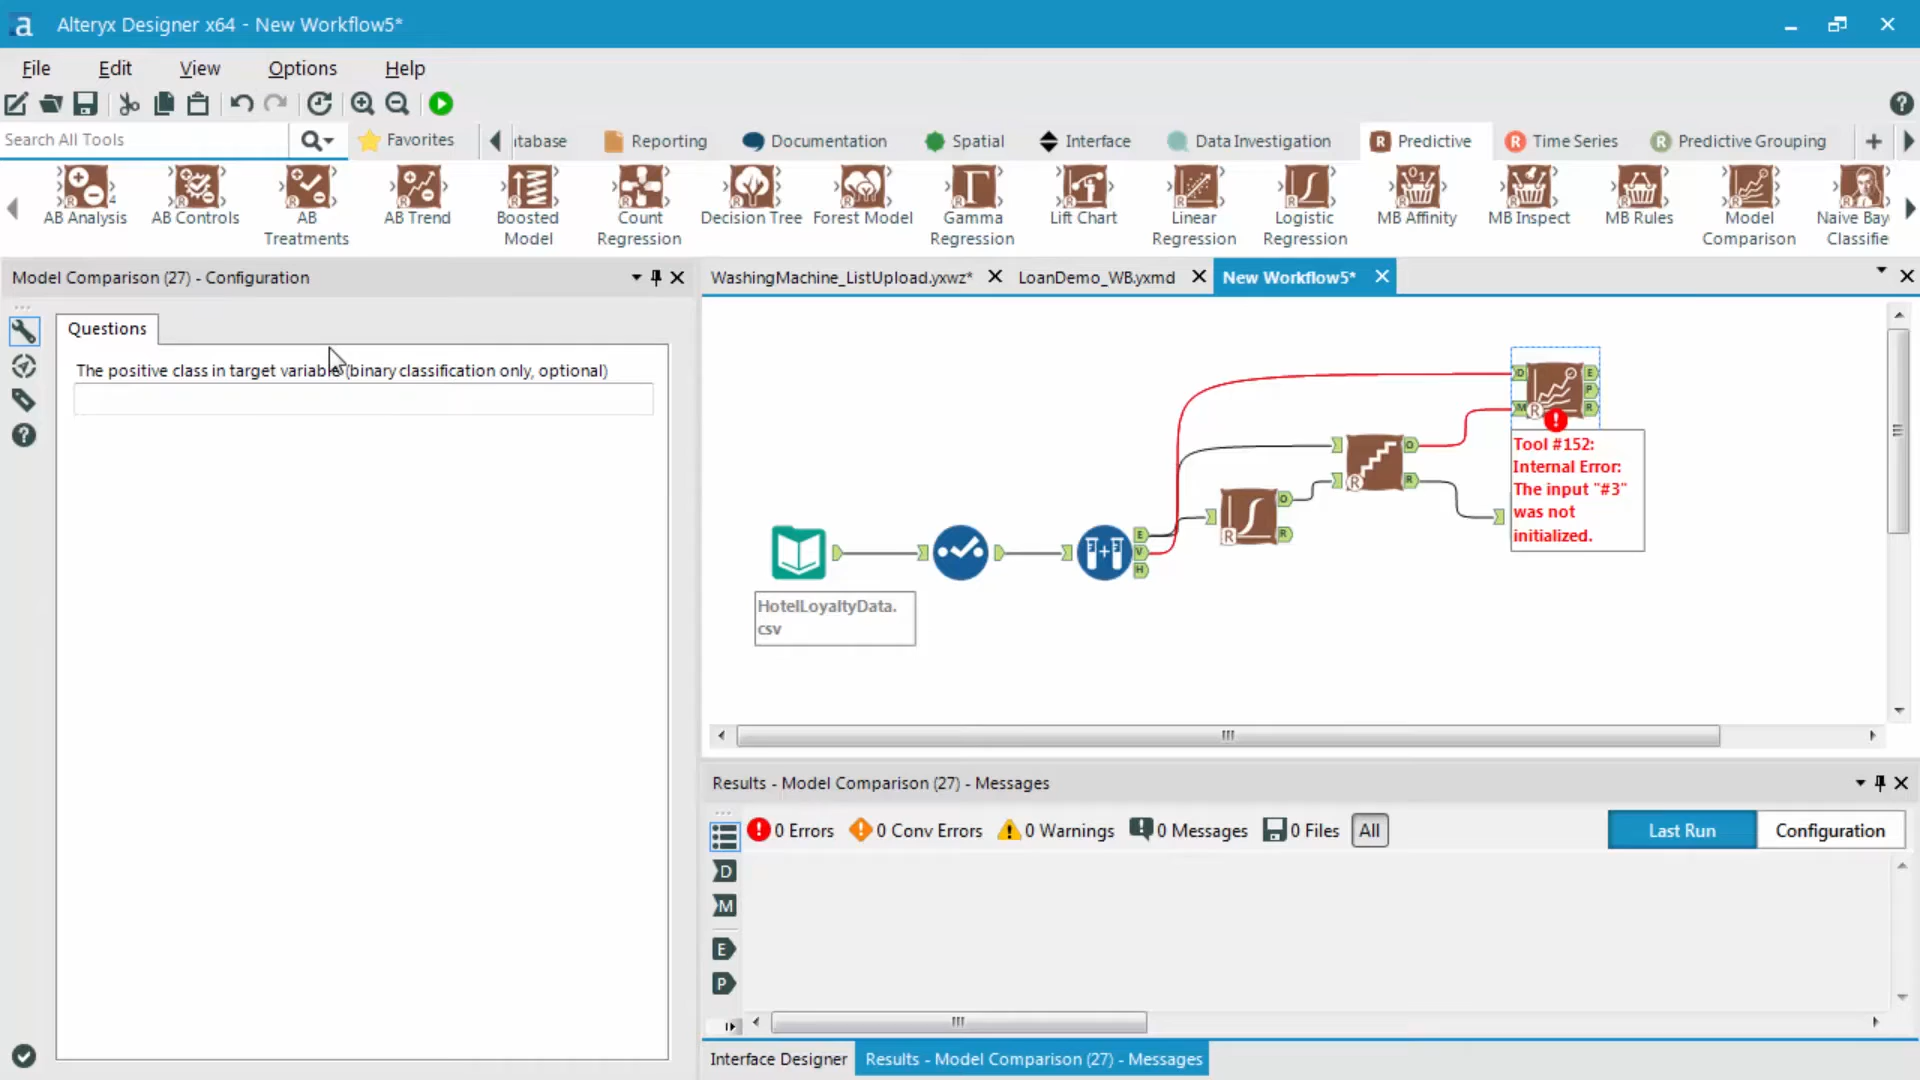 a Alteryx Designer x64 - New Workflow5*
File Edit View Options Help
Search All Tools Favorites tabase Reporting Documentation Spatial Interface Data Investigation R Predictive R Time Series R Predictive Grouping
AB Analysis AB Controls AB Treatments AB Trend Boosted Model Count Regression Decision Tree Forest Model Gamma Regression Lift Chart Linear Regression Logistic Regression MB Affinity MB Inspect MB Rules Model Comparison Naive Bay Classifie
Model Comparison (27) - Configuration
WashingMachine_ListUpload.yxwz* LoanDemo_WB.yxmd New Workflow5*
Questions
The positive class in target variable (binary classification only, optional)
D E
P
M R R
O
R R
O
R R
E
V
H
Tool #152:
Internal Error:
The input "#3"
was not
initialized.
HotelLoyaltyData.
csv
Results - Model Comparison (27) - Messages
0 Errors 0 Conv Errors 0 Warnings 0 Messages 0 Files All Last Run Configuration
D
M
E
P
Interface Designer Results - Model Comparison (27) - Messages